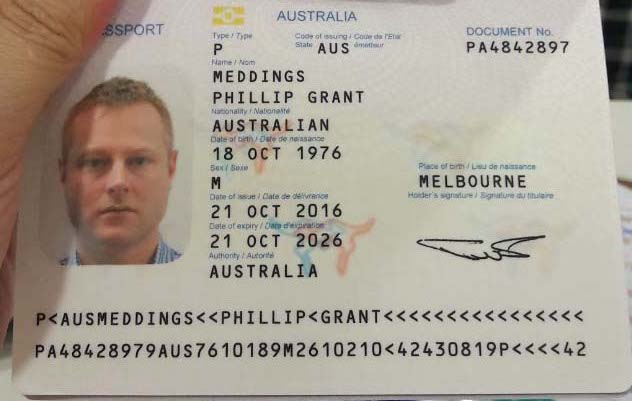 SSPORT
AUSTRALIA
Type / Type
Code of issuing / Code de l'Etat
State émetteur
DOCUMENT No.
P
AUS
PA4842897
Name / Nom
MEDDINGS
PHILLIP GRANT
Nationality / Nationalité
AUSTRALIAN
Date of birth / Date de naissance
18 OCT 1976
Sex / Sexe
Place of birth / Lieu de naissance
M
MELBOURNE
Date of issue / Date de délivrance
Holder's signature / Signature du titulaire
21 OCT 2016
Date of expiry / Date d'expiration
21 OCT 2026
Authority / Autorité
AUSTRALIA
P<AUSMEDDINGS<<PHILLIP<GRANT<<<<<<<<<<<<<<<<
PA48428979AUS7610189M2610210<42430819P<<<<42